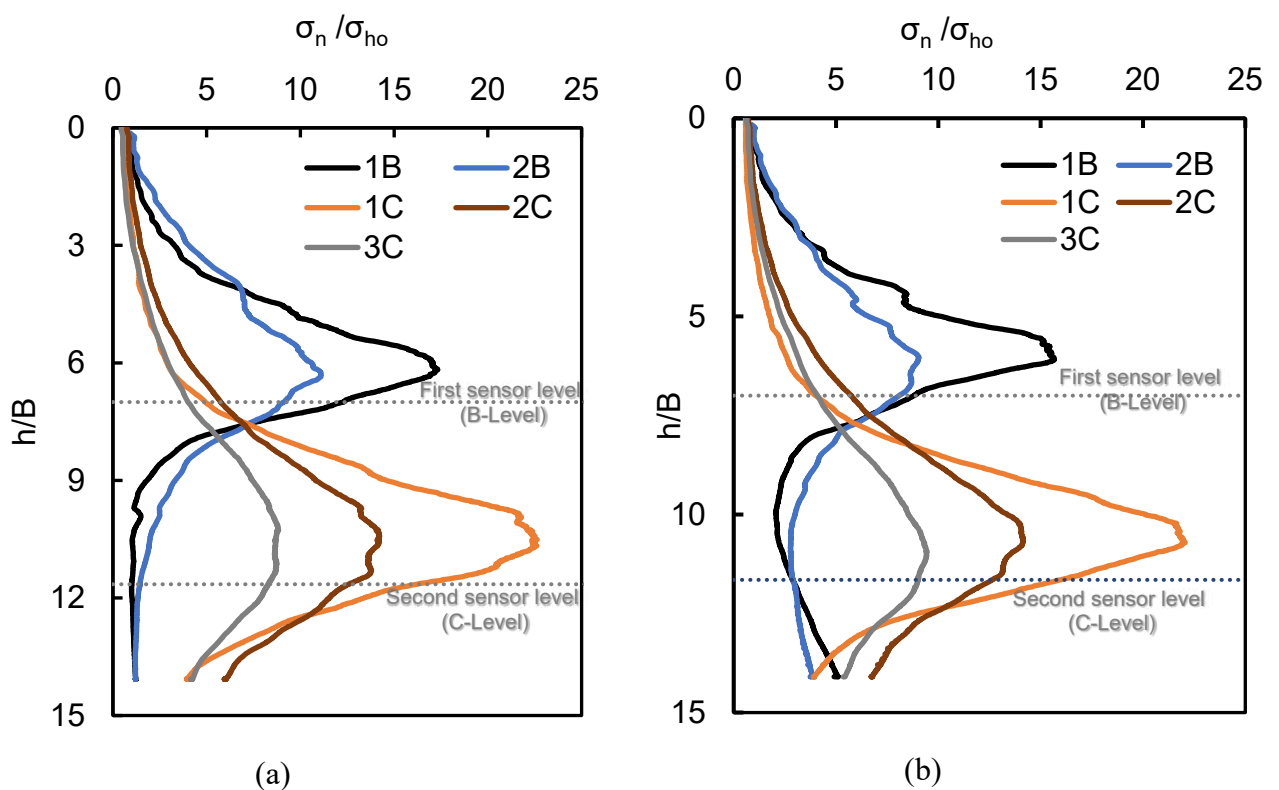 σn /σho
0 5 10 15 20 25
0
3
6
9
12
15
h/B
1B 2B
1C 2C
3C
First sensor level
(B-Level)
Second sensor level
(C-Level)
(a)
σn /σho
0 5 10 15 20 25
0
5
10
15
h/B
1B 2B
1C 2C
3C
First sensor level
(B-Level)
Second sensor level
(C-Level)
(b)